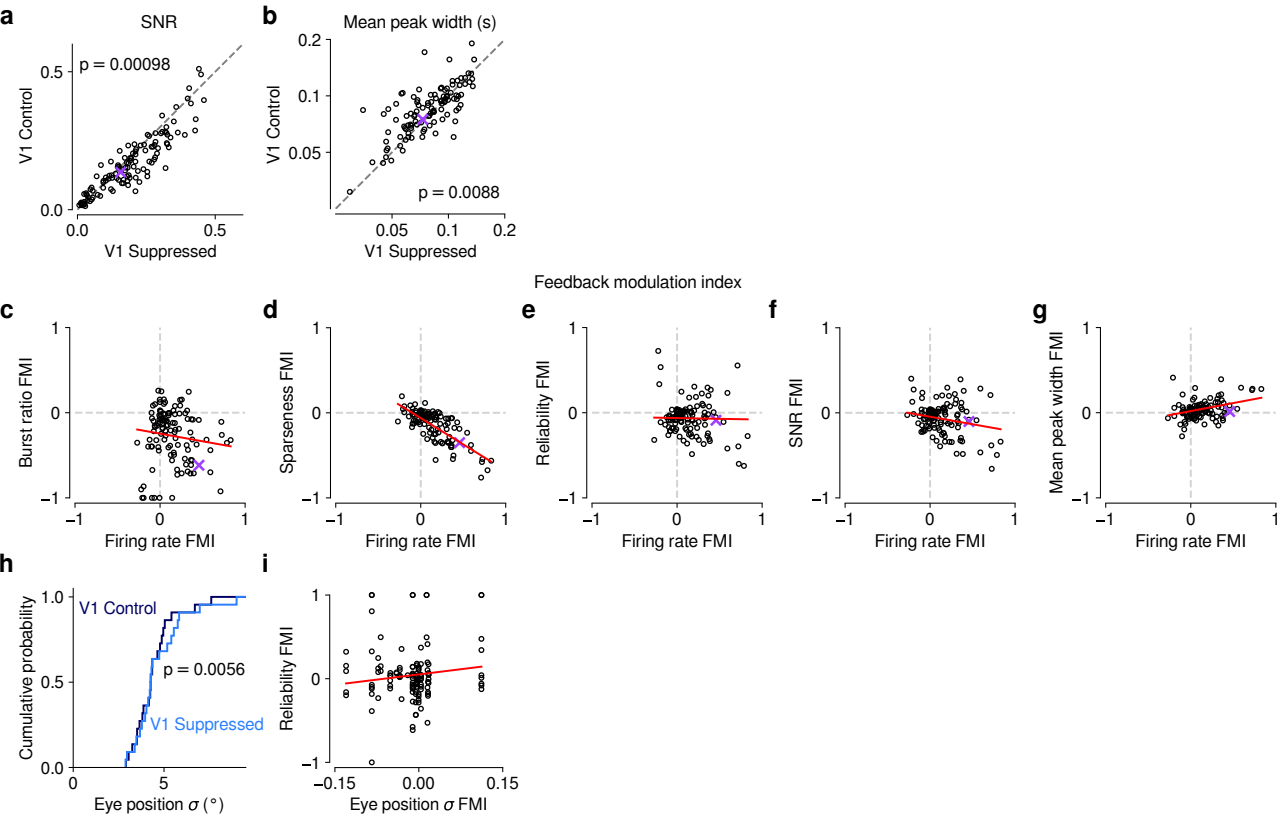 a
SNR
p = 0.00098
V1 Control
0.5
0.0
0.0
0.5
V1 Suppressed
b
Mean peak width (s)
V1 Control
0.2
0.1
0.05
p = 0.0088
0.05
0.1
0.2
V1 Suppressed
Feedback modulation index
c
Burst ratio FMI
1
0
−1
−1
0
1
Firing rate FMI
d
Sparseness FMI
1
0
−1
−1
0
1
Firing rate FMI
e
Reliability FMI
1
0
−1
−1
0
1
Firing rate FMI
f
SNR FMI
1
0
−1
−1
0
1
Firing rate FMI
g
Mean peak width FMI
1
0
−1
−1
0
1
Firing rate FMI
h
Cumulative probability
1.0
0.5
0.0
V1 Control
p = 0.0056
V1 Suppressed
0
5
Eye position σ (°)
i
Reliability FMI
1
0
−1
−0.15
0.00
0.15
Eye position σ FMI